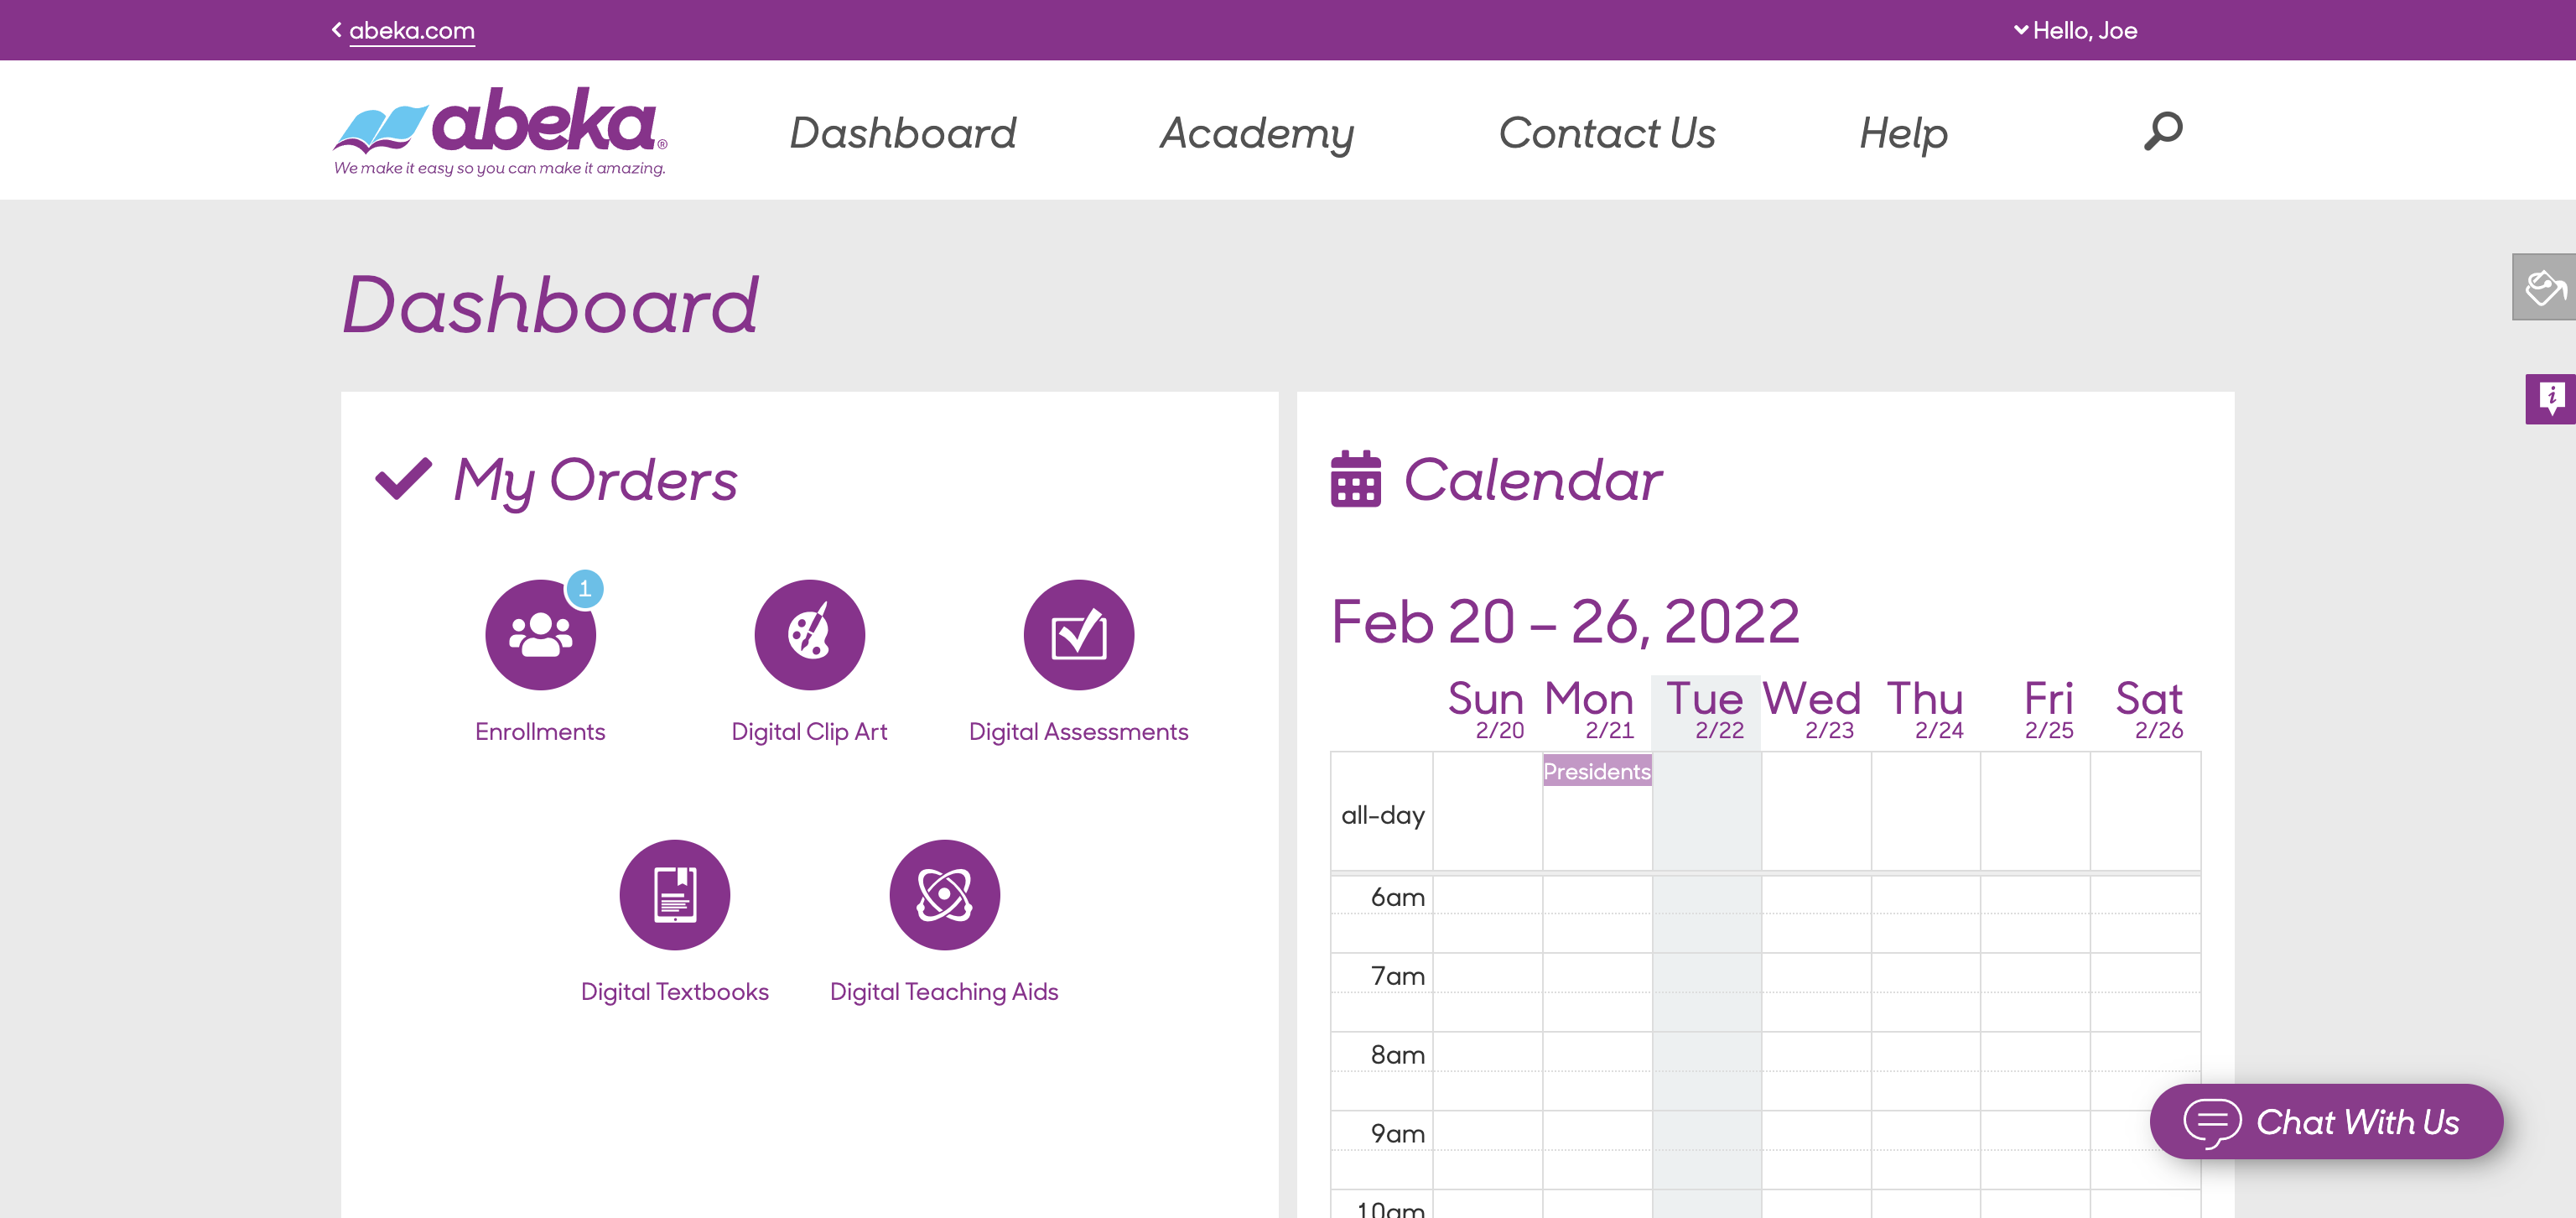 abeka.com
Hello, Joe
abeka®
We make it easy so you can make it amazing.
Dashboard
Academy
Contact Us
Help
Dashboard
My Orders
1
Enrollments
Digital Clip Art
Digital Assessments
Digital Textbooks
Digital Teaching Aids
Calendar
Feb 20 – 26, 2022
Sun Mon Tue Wed Thu Fri Sat
2/20 2/21 2/22 2/23 2/24 2/25 2/26
Presidents
all-day
6am
7am
8am
9am
10am
Chat With Us